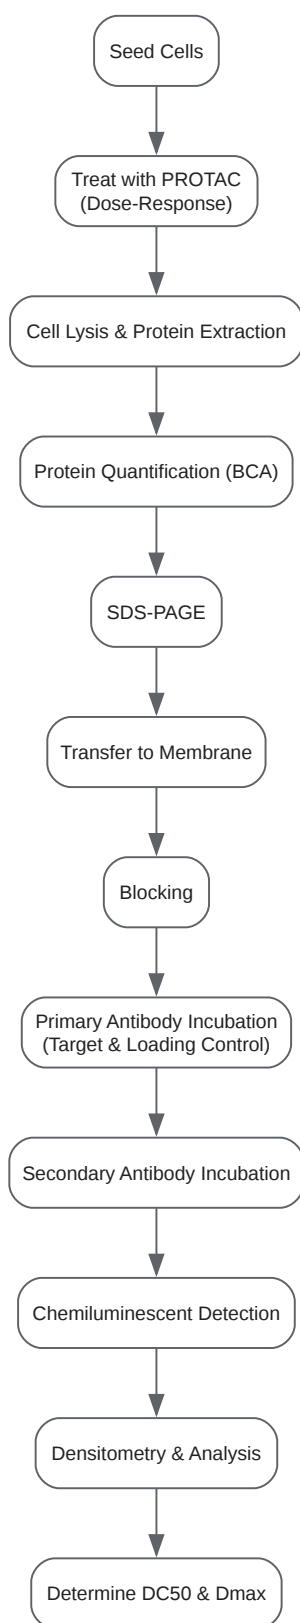 Seed Cells
Treat with PROTAC
(Dose-Response)
Cell Lysis & Protein Extraction
Protein Quantification (BCA)
SDS-PAGE
Transfer to Membrane
Blocking
Primary Antibody Incubation
(Target & Loading Control)
Secondary Antibody Incubation
Chemiluminescent Detection
Densitometry & Analysis
Determine DC50 & Dmax